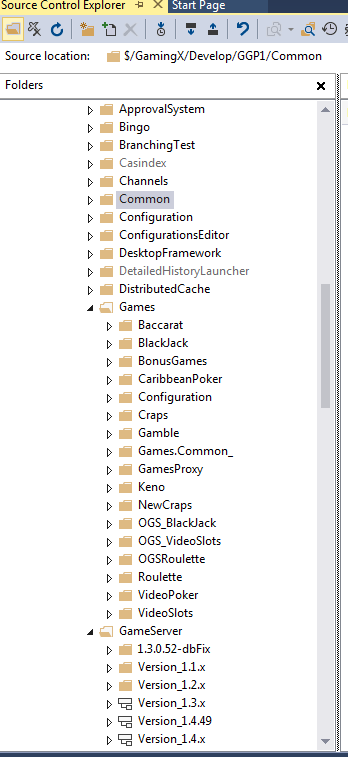 Source Control Explorer
Start Page
Source location: $/GamingX/Develop/GGP1/Common
Folders
ApprovalSystem
Bingo
BranchingTest
Casindex
Channels
Common
Configuration
ConfigurationsEditor
DesktopFramework
DetailedHistoryLauncher
DistributedCache
Games
Baccarat
BlackJack
BonusGames
CaribbeanPoker
Configuration
Craps
Gamble
Games.Common_
GamesProxy
Keno
NewCraps
OGS_BlackJack
OGS_VideoSlots
OGSRoulette
Roulette
VideoPoker
VideoSlots
GameServer
1.3.0.52-dbFix
Version_1.1.x
Version_1.2.x
Version_1.3.x
Version_1.4.49
Version_1.4.x